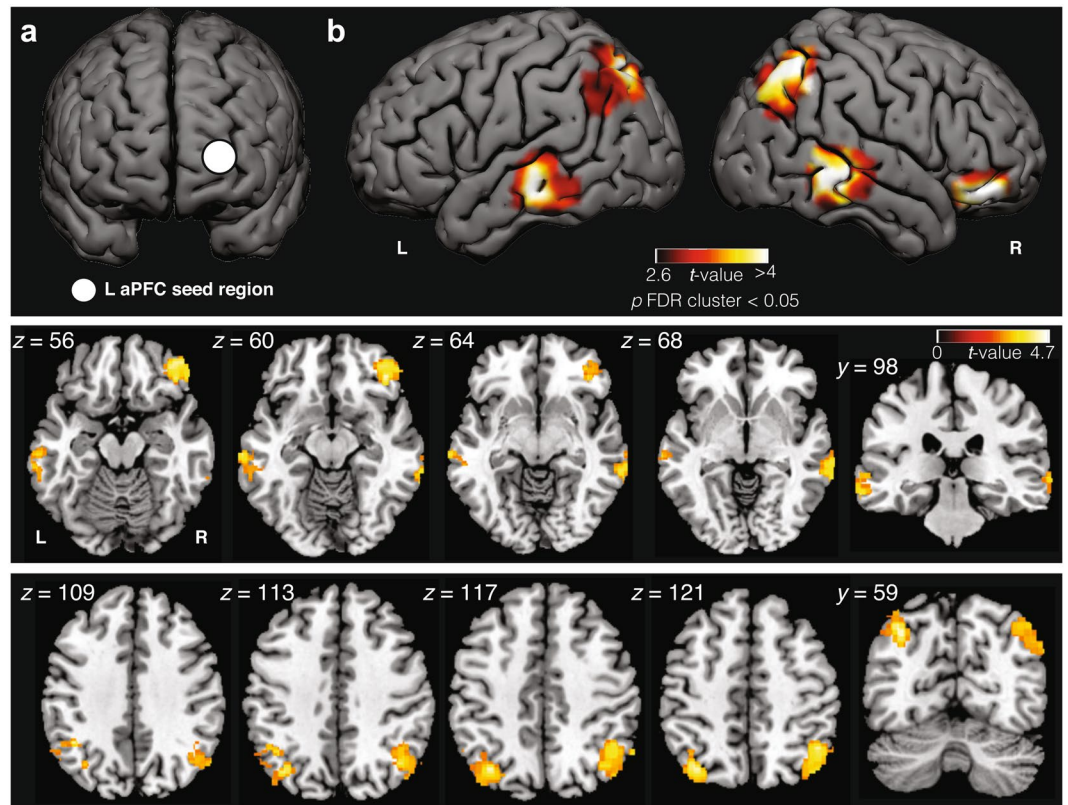 a
b
L
R
L aPFC seed region
2.6 t-value >4
p FDR cluster < 0.05
z = 56
z = 60
z = 64
z = 68
0 t-value 4.7
y = 98
L
R
z = 109
z = 113
z = 117
z = 121
y = 59